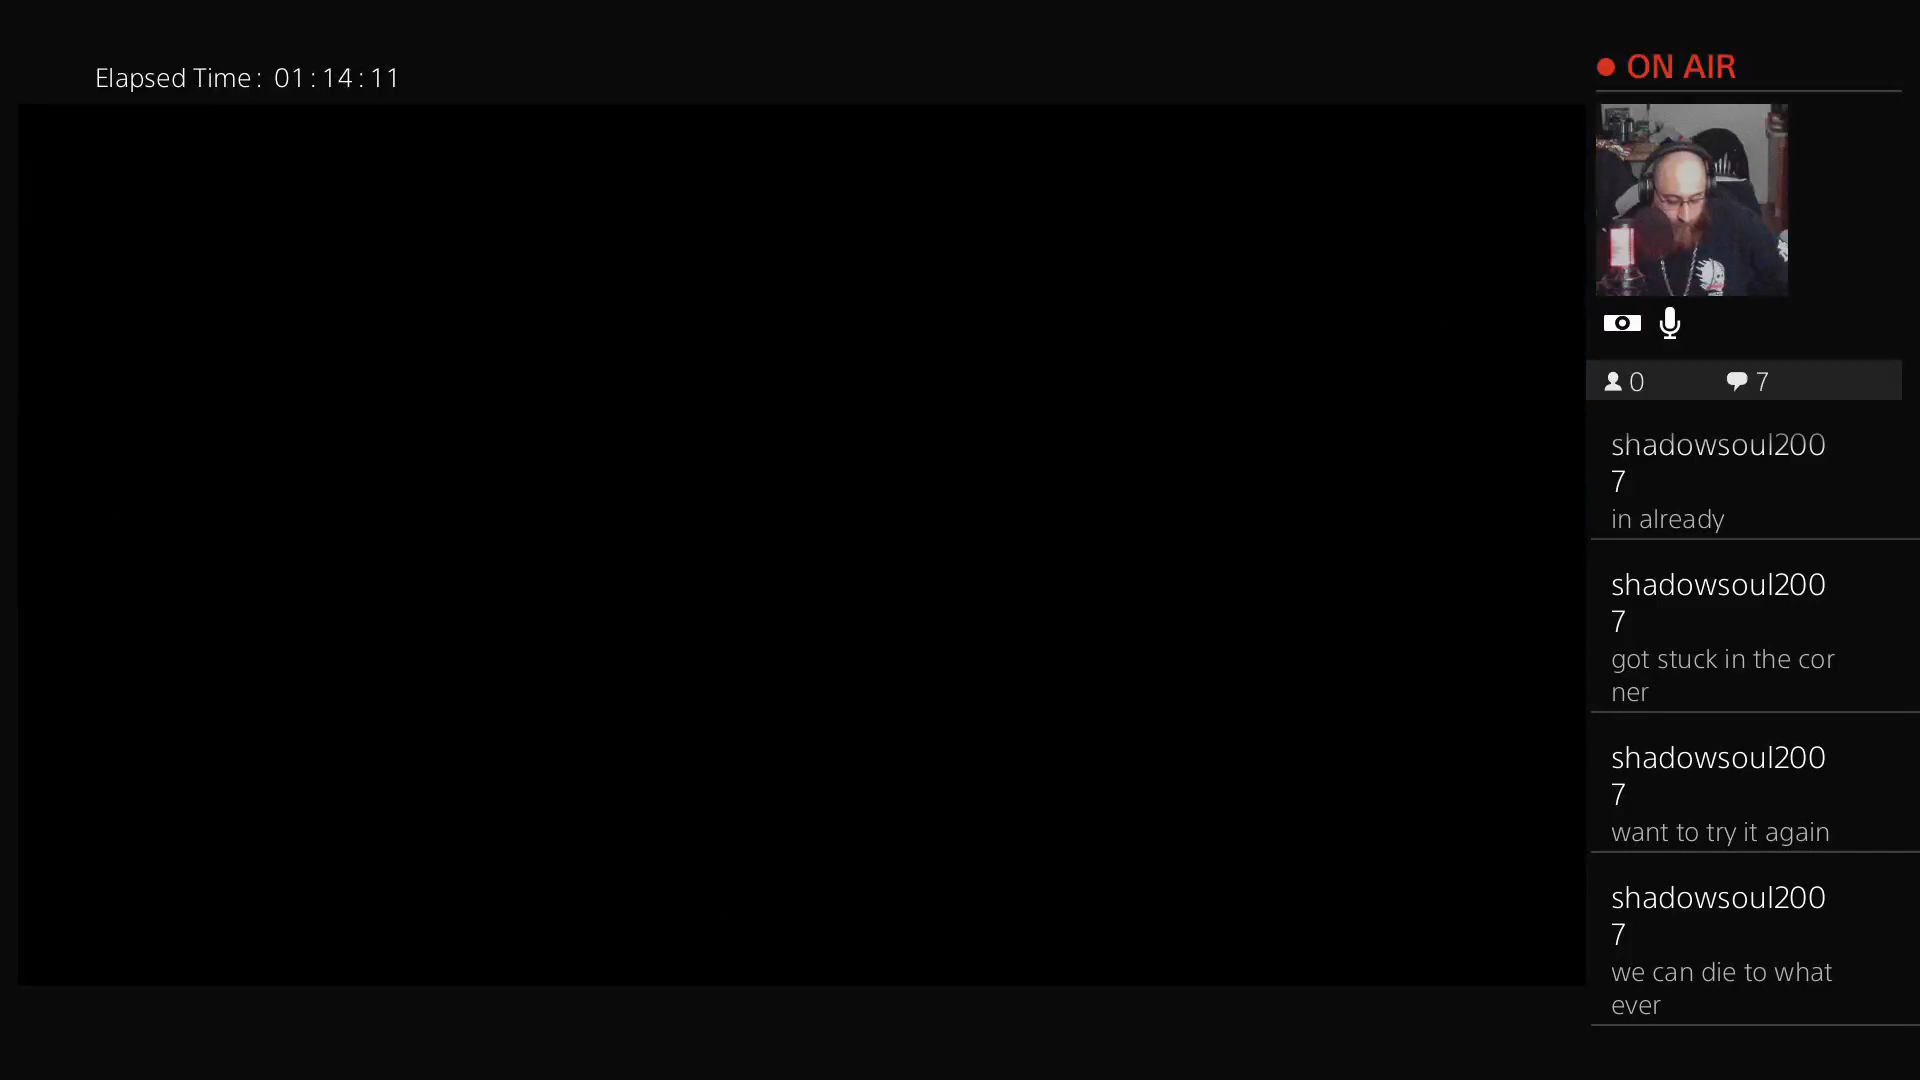 Elapsed Time: 01:14:11
ON AIR
0 7
shadowsoul200
7
in already
shadowsoul200
7
got stuck in the cor
ner
shadowsoul200
7
want to try it again
shadowsoul200
7
we can die to what
ever